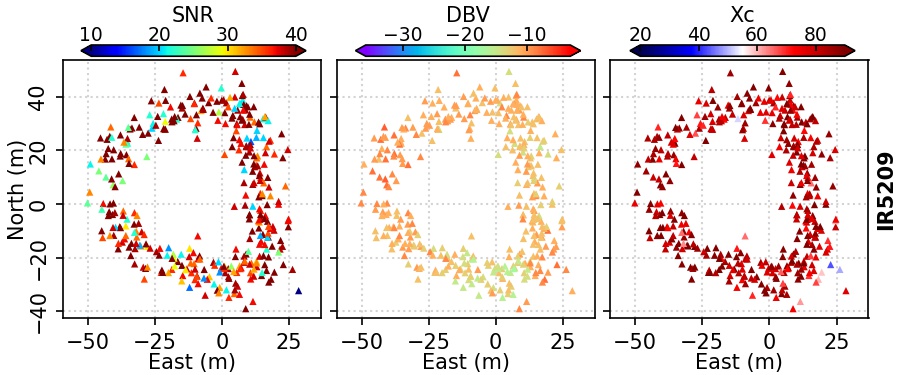 SNR DBV Xc
10 20 30 40 −30 −20 −10 20 40 60 80
40
20
0
−20
−40
North (m)
−50 −25 0 25 −50 −25 0 25 −50 −25 0 25
East (m) East (m) East (m)
IR5209